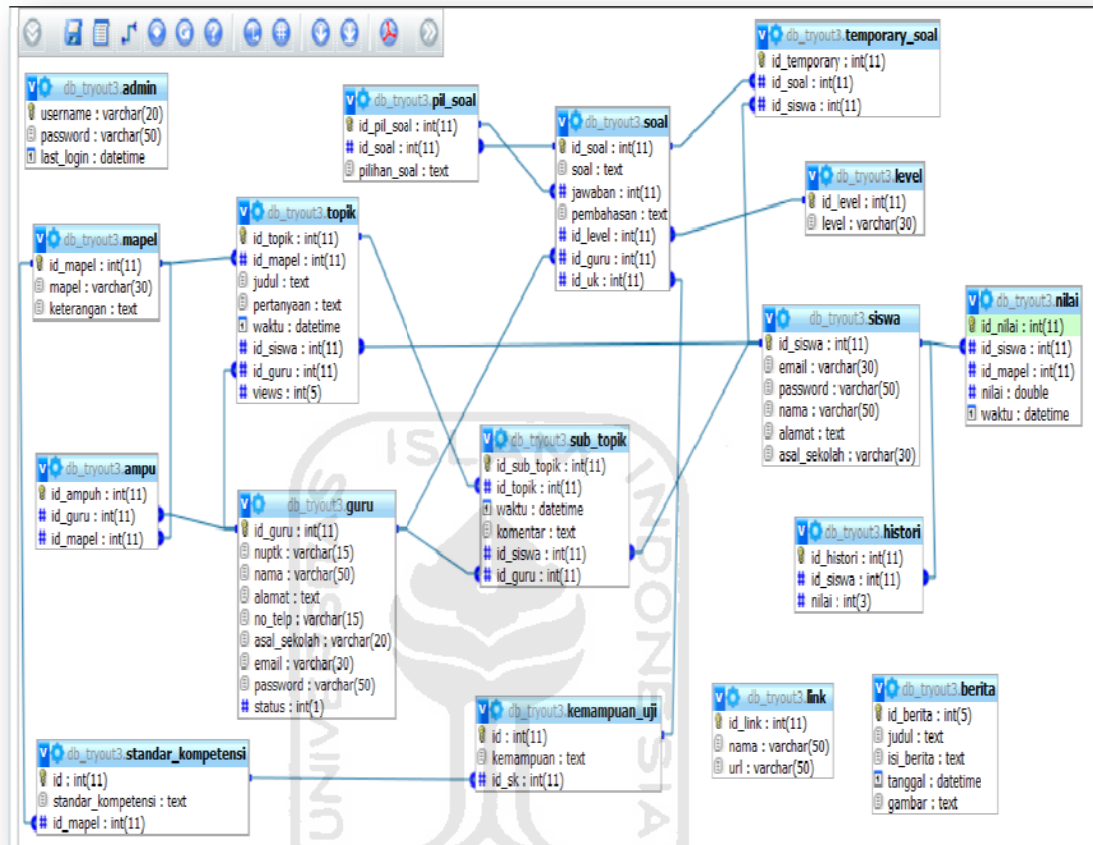 db_tryout3.admin
username : varchar(20)
password : varchar(50)
last_login : datetime
db_tryout3.pil_soal
id_pil_soal : int(11)
id_soal : int(11)
pilihan_soal : text
db_tryout3.soal
id_soal : int(11)
soal : text
jawaban : int(11)
pembahasan : text
id_level : int(11)
id_guru : int(11)
id_uk : int(11)
db_tryout3.temporary_soal
id_temporary : int(11)
id_soal : int(11)
id_siswa : int(11)
db_tryout3.level
id_level : int(11)
level : varchar(30)
db_tryout3.mapel
id_mapel : int(11)
mapel : varchar(30)
keterangan : text
db_tryout3.topik
id_topik : int(11)
id_mapel : int(11)
judul : text
pertanyaan : text
waktu : datetime
id_siswa : int(11)
id_guru : int(11)
views : int(5)
db_tryout3.siswa
id_siswa : int(11)
email : varchar(30)
password : varchar(50)
nama : varchar(50)
alamat : text
asal_sekolah : varchar(30)
db_tryout3.nilai
id_nilai : int(11)
id_siswa : int(11)
id_mapel : int(11)
nilai : double
waktu : datetime
db_tryout3.ampu
id_ampuh : int(11)
id_guru : int(11)
id_mapel : int(11)
db_tryout3.guru
id_guru : int(11)
nuptk : varchar(15)
nama : varchar(50)
alamat : text
no_telp : varchar(15)
asal_sekolah : varchar(20)
email : varchar(30)
password : varchar(50)
status : int(1)
db_tryout3.sub_topik
id_sub_topik : int(11)
id_topik : int(11)
waktu : datetime
komentar : text
id_siswa : int(11)
id_guru : int(11)
db_tryout3.histori
id_histori : int(11)
id_siswa : int(11)
nilai : int(3)
db_tryout3.standar_kompetensi
id : int(11)
standar_kompetensi : text
id_mapel : int(11)
db_tryout3.kemampuan_uji
id : int(11)
kemampuan : text
id_sk : int(11)
db_tryout3.link
id_link : int(11)
nama : varchar(50)
url : varchar(50)
db_tryout3.berita
id_berita : int(5)
judul : text
isi_berita : text
tanggal : datetime
gambar : text
ISLAM
INDONESIA